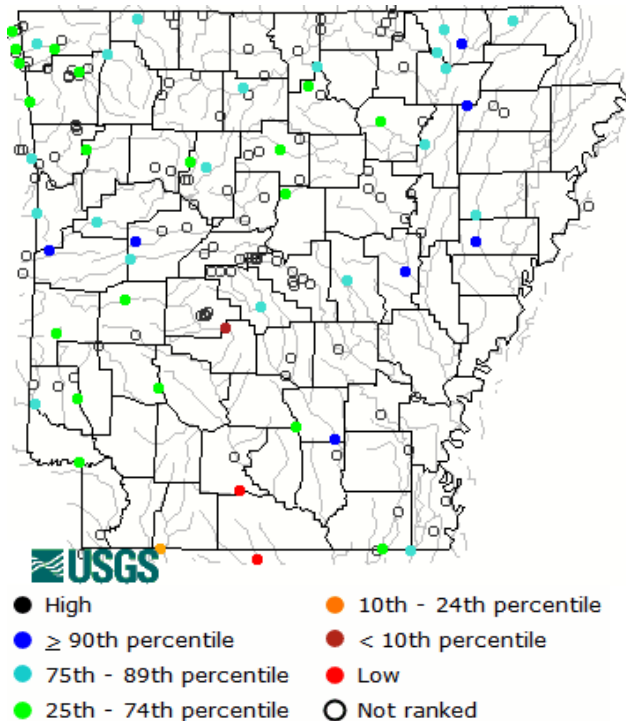 USGS
High
≥ 90th percentile
75th - 89th percentile
25th - 74th percentile
10th - 24th percentile
< 10th percentile
Low
Not ranked